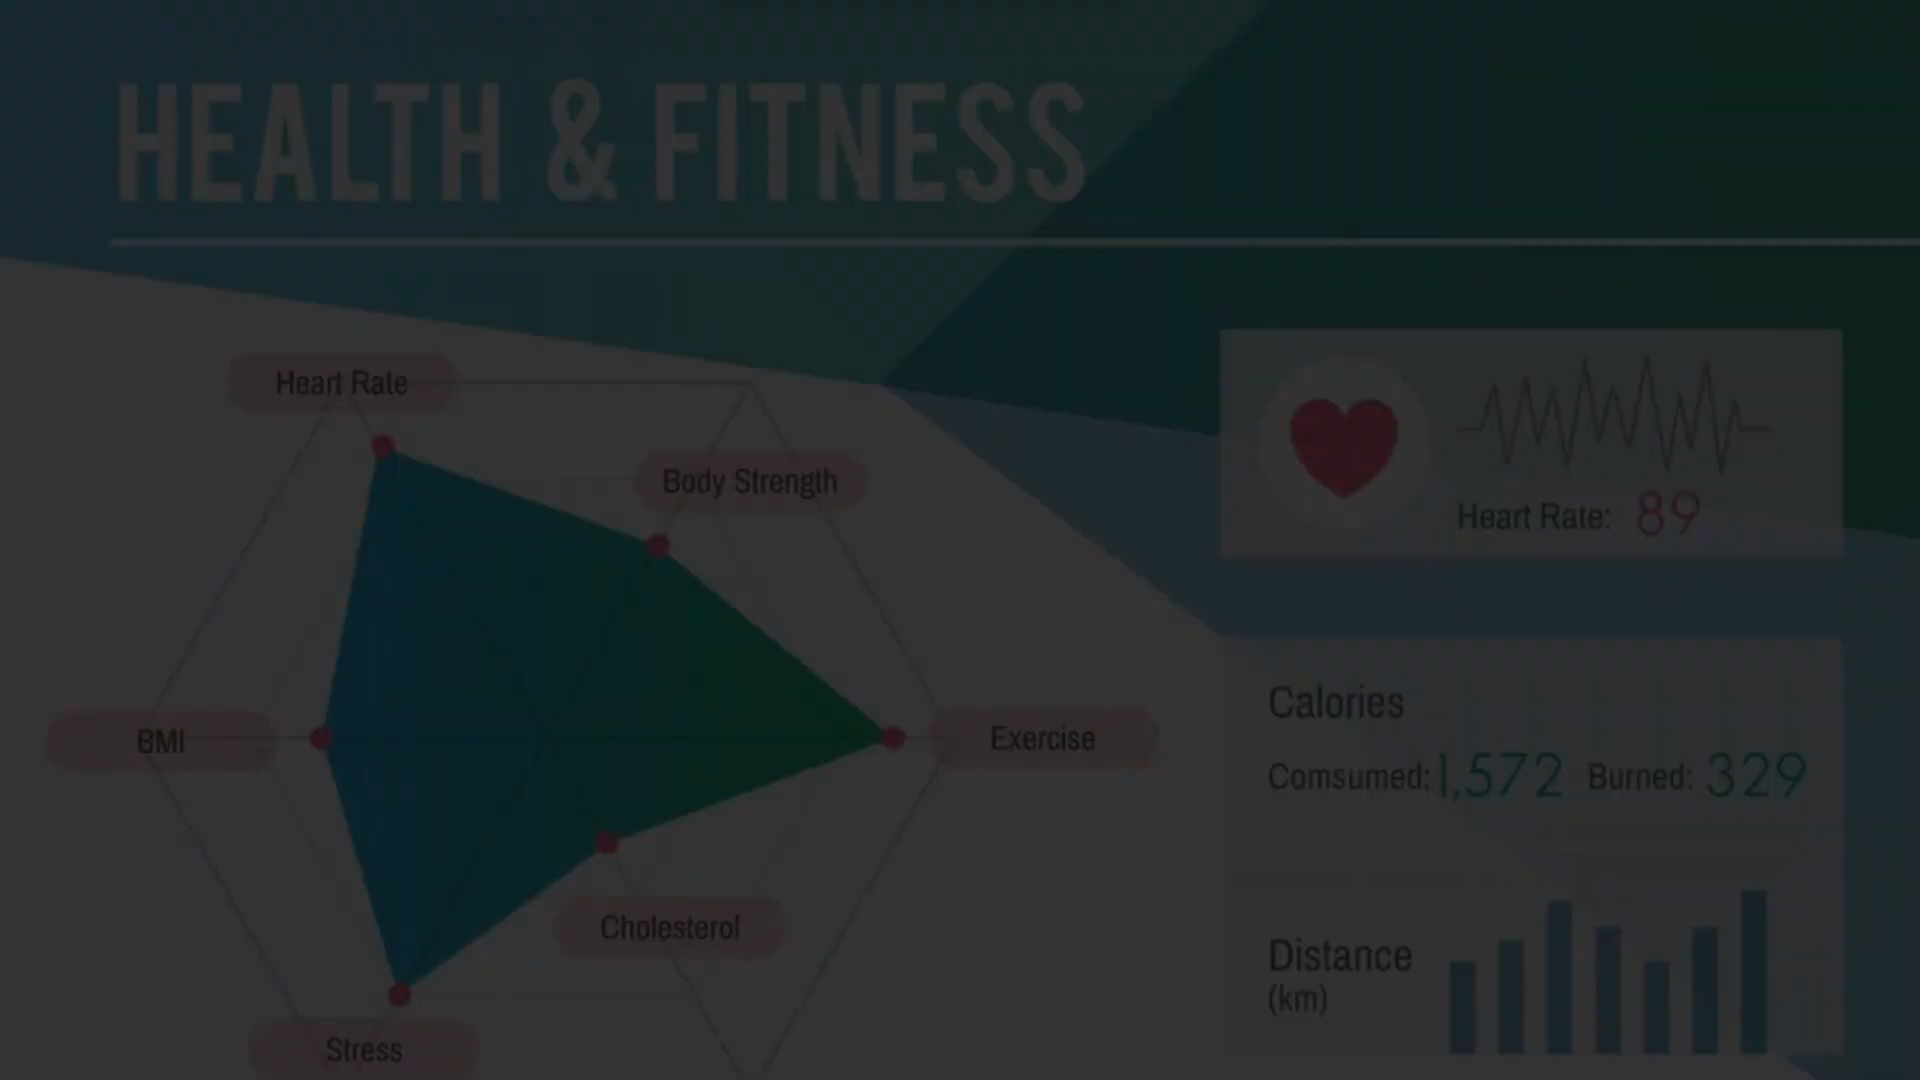 HEALTH & FITNESS
Heart Rate
Body Strength
BMI
Exercise
Cholesterol
Stress
Heart Rate: 89
Calories
Comsumed: 1,572 Burned: 329
Distance
(km)